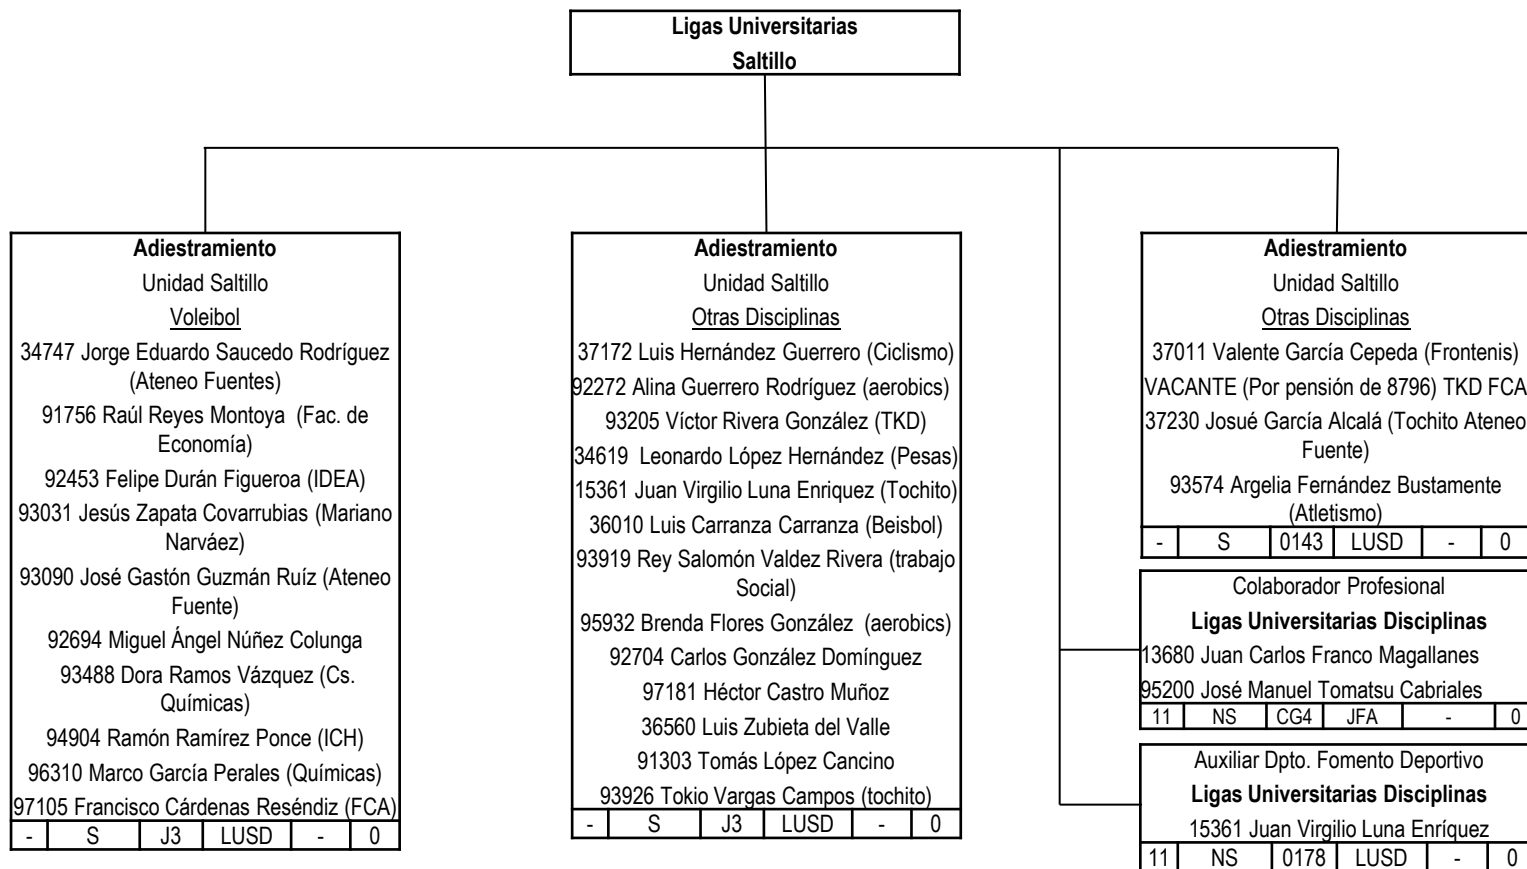 Ligas Universitarias
Saltillo
Adiestramiento
Unidad Saltillo
Voleibol
34747 Jorge Eduardo Saucedo Rodríguez
(Ateneo Fuentes)
91756 Raúl Reyes Montoya (Fac. de
Economía)
92453 Felipe Durán Figueroa (IDEA)
93031 Jesús Zapata Covarrubias (Mariano
Narváez)
93090 José Gastón Guzmán Ruíz (Ateneo
Fuente)
92694 Miguel Ángel Núñez Colunga
93488 Dora Ramos Vázquez (Cs.
Químicas)
94904 Ramón Ramírez Ponce (ICH)
96310 Marco García Perales (Químicas)
97105 Francisco Cárdenas Reséndiz (FCA)
- S J3 LUSD - 0
Adiestramiento
Unidad Saltillo
Otras Disciplinas
37172 Luis Hernández Guerrero (Ciclismo)
92272 Alina Guerrero Rodríguez (aerobics)
93205 Víctor Rivera González (TKD)
34619 Leonardo López Hernández (Pesas)
15361 Juan Virgilio Luna Enriquez (Tochito)
36010 Luis Carranza Carranza (Beisbol)
93919 Rey Salomón Valdez Rivera (trabajo
Social)
95932 Brenda Flores González (aerobics)
92704 Carlos González Domínguez
97181 Héctor Castro Muñoz
36560 Luis Zubieta del Valle
91303 Tomás López Cancino
93926 Tokio Vargas Campos (tochito)
- S J3 LUSD - 0
Adiestramiento
Unidad Saltillo
Otras Disciplinas
37011 Valente García Cepeda (Frontenis)
VACANTE (Por pensión de 8796) TKD FCA
37230 Josué García Alcalá (Tochito Ateneo
Fuente)
93574 Argelia Fernández Bustamente
(Atletismo)
- S 0143 LUSD - 0
Colaborador Profesional
Ligas Universitarias Disciplinas
13680 Juan Carlos Franco Magallanes
95200 José Manuel Tomatsu Cabriales
11 NS CG4 JFA - 0
Auxiliar Dpto. Fomento Deportivo
Ligas Universitarias Disciplinas
15361 Juan Virgilio Luna Enríquez
11 NS 0178 LUSD - 0